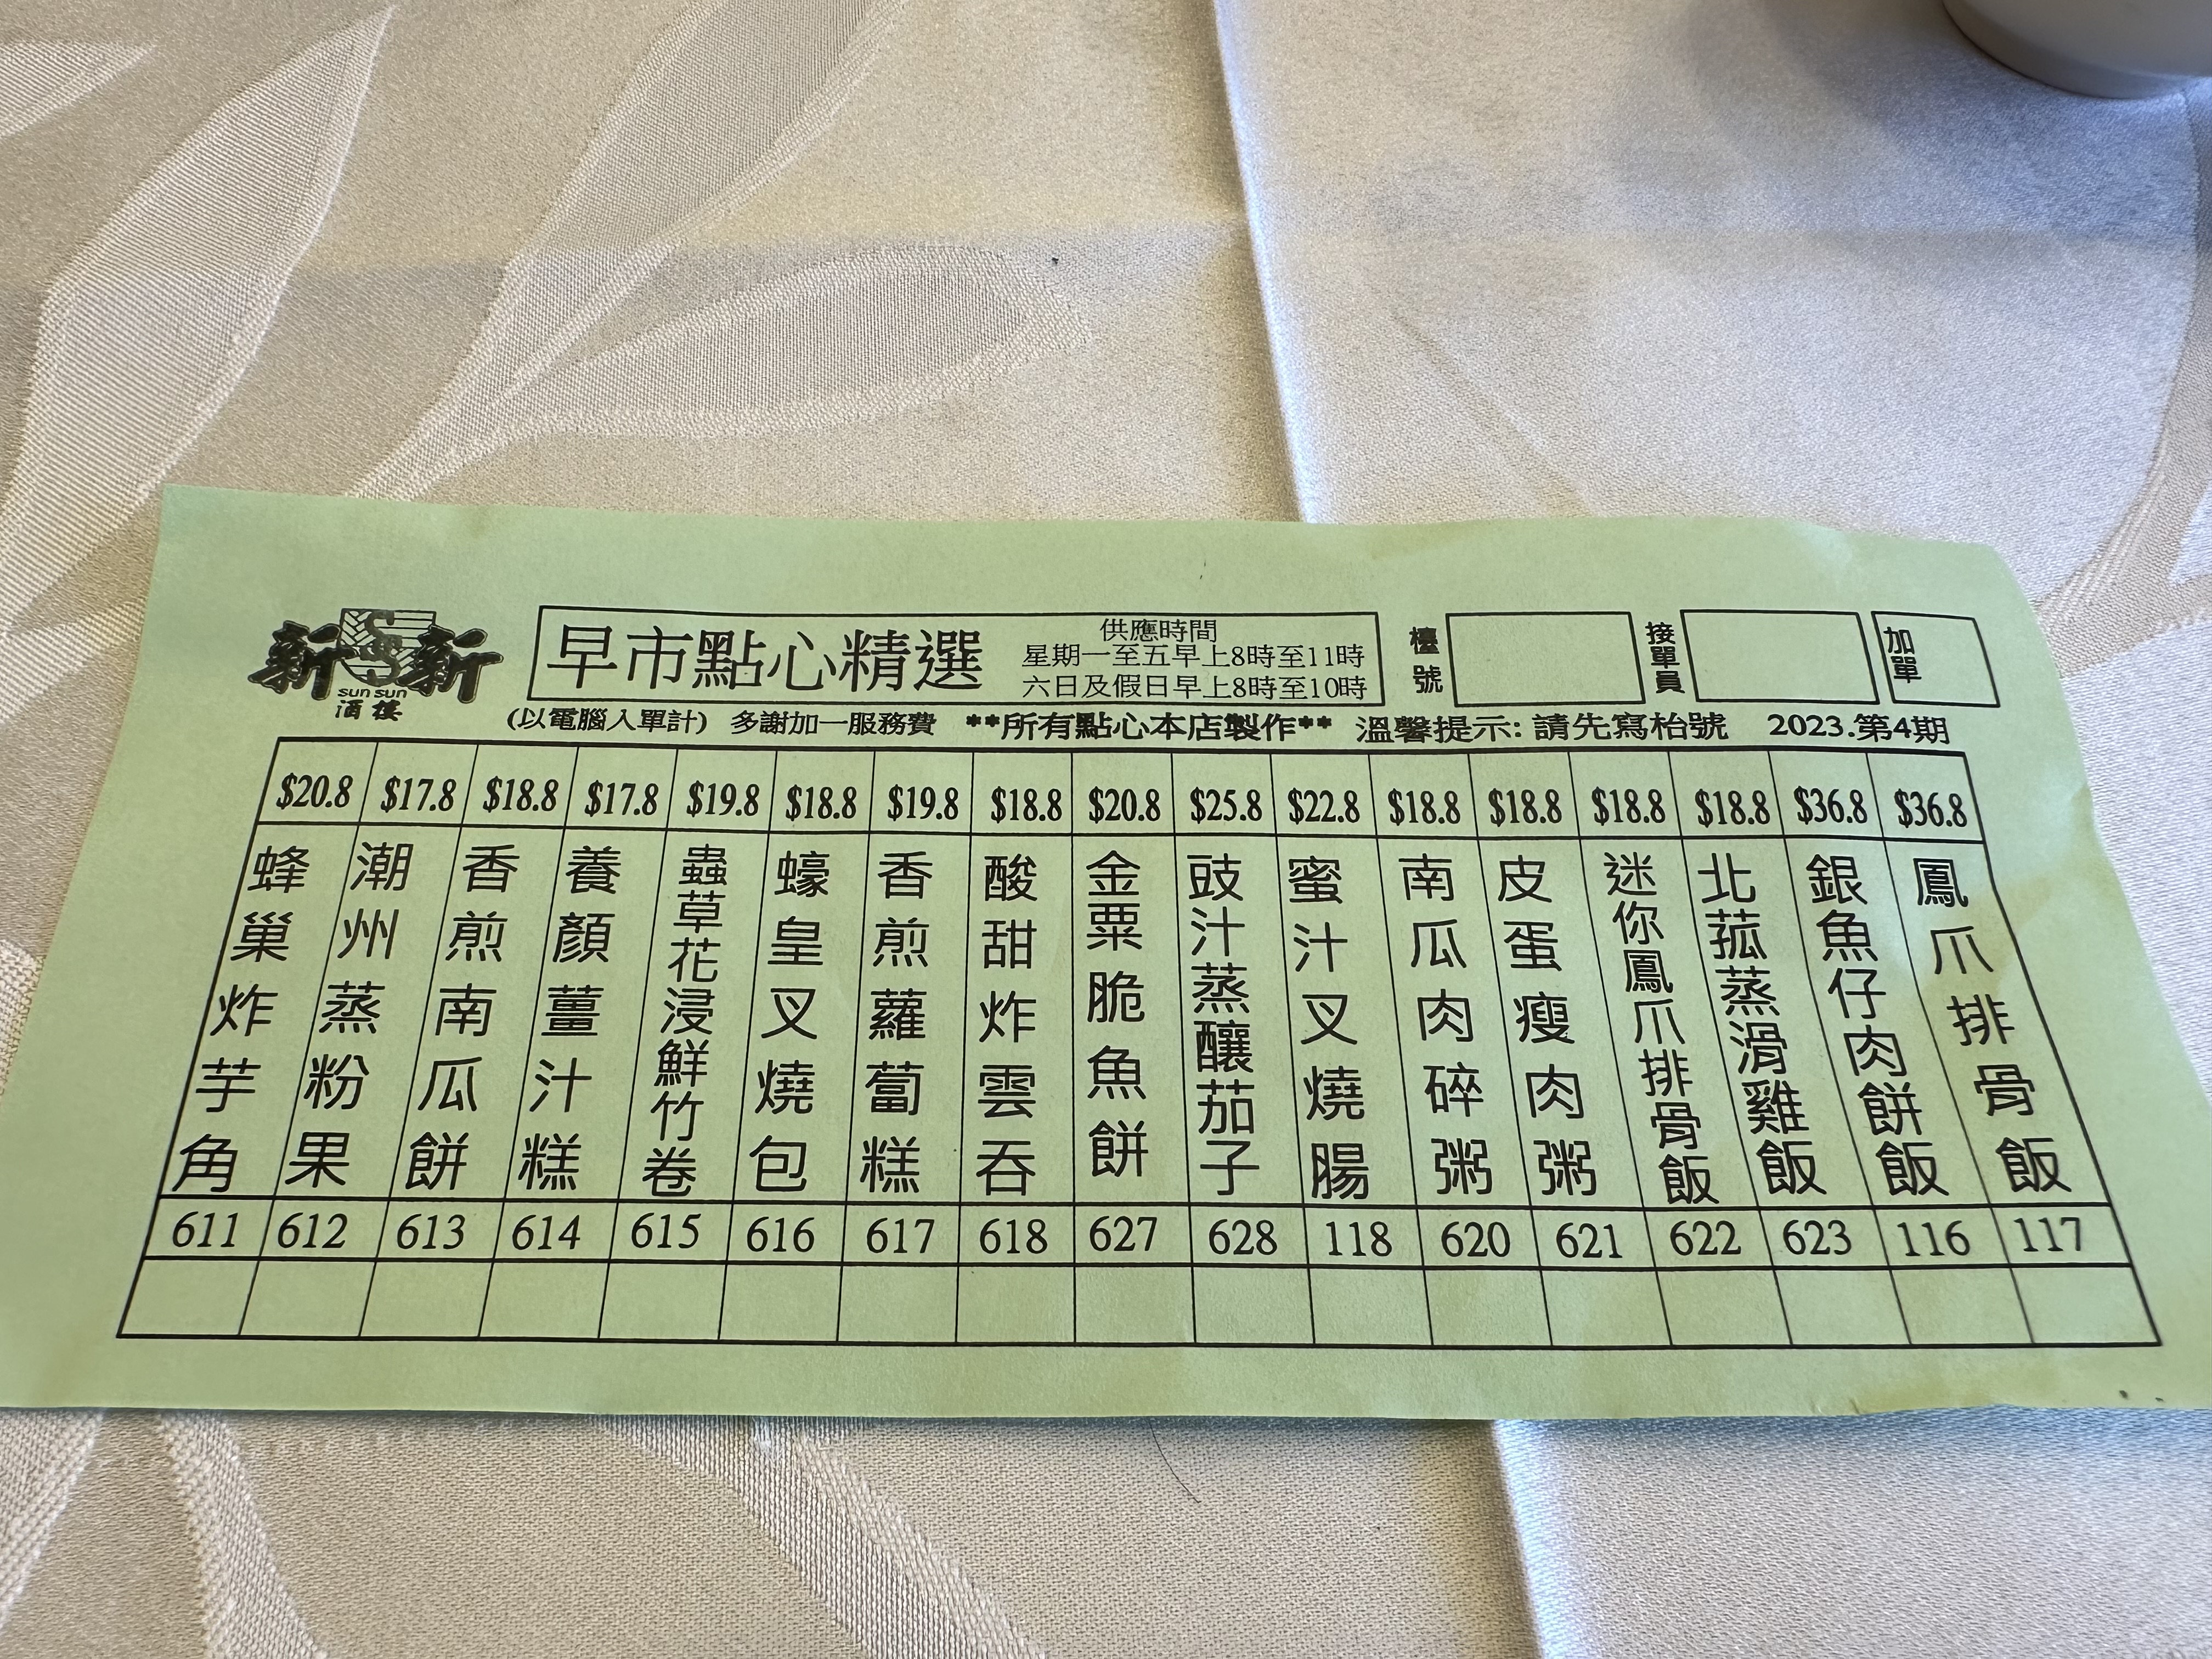 新新
sun sun
酒樓
早市點心精選
供應時間
星期一至五早上8時至11時
六日及假日早上8時至10時
檯號
接單員
加單
(以電腦入單計) 多謝加一服務費 **所有點心本店製作** 溫馨提示: 請先寫枱號 2023.第4期
$20.8 $17.8 $18.8 $17.8 $19.8 $18.8 $19.8 $18.8 $20.8 $25.8 $22.8 $18.8 $18.8 $18.8 $18.8 $36.8 $36.8
蜂巢炸芋角
潮州蒸粉果
香煎南瓜餅
養顏薑汁糕
蟲草花浸鮮竹卷
蠔皇叉燒包
香煎蘿蔔糕
酸甜炸雲吞
金粟脆魚餅
豉汁蒸釀茄子
蜜汁叉燒腸
南瓜肉碎粥
皮蛋瘦肉粥
迷你鳳爪排骨飯
北菰蒸滑雞飯
銀魚仔肉餅飯
鳳爪排骨飯
611 612 613 614 615 616 617 618 627 628 118 620 621 622 623 116 117